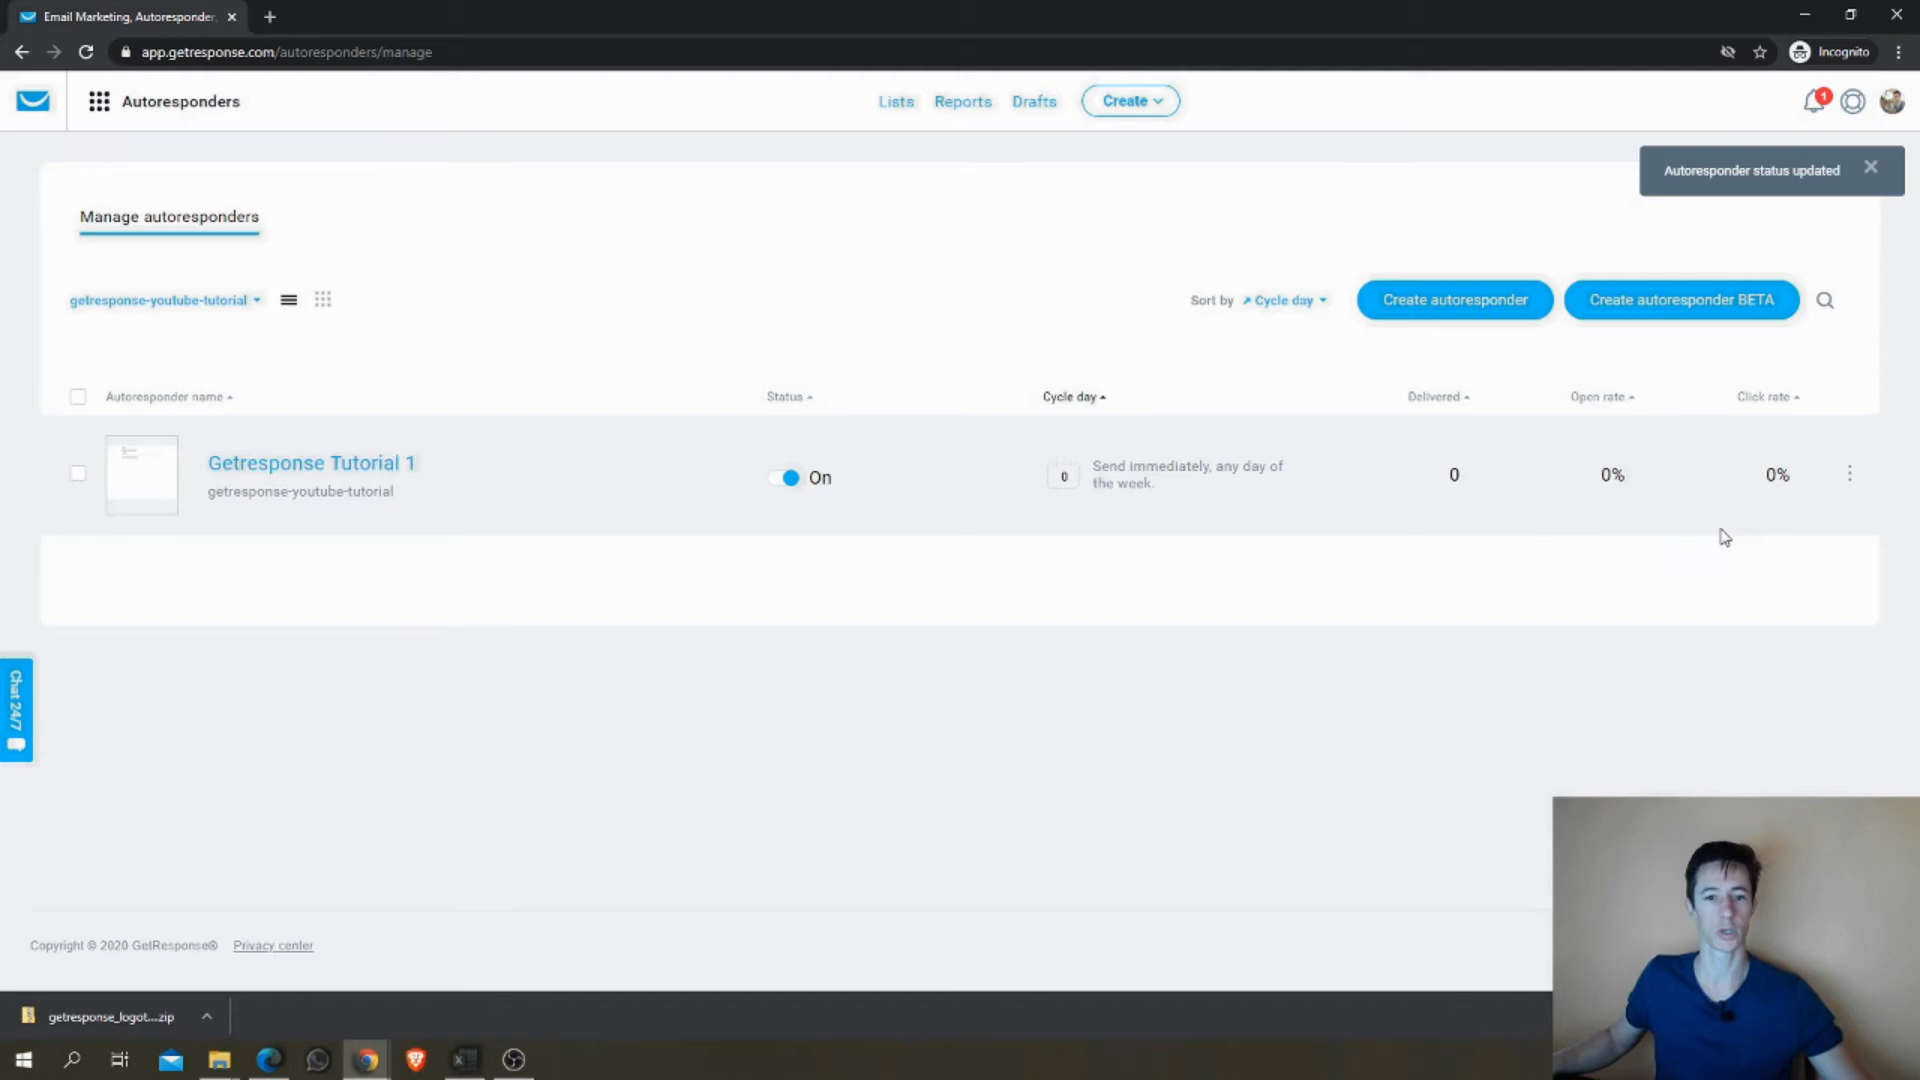 Email Marketing, Autoresponder
app.getresponse.com/autoresponders/manage
Incognito
Autoresponders
Lists
Reports
Drafts
Create
1
Autoresponder status updated
Manage autoresponders
getresponse-youtube-tutorial
Sort by
Cycle day
Create autoresponder
Create autoresponder BETA
Autoresponder name
Status
Cycle day
Delivered
Open rate
Click rate
Getresponse Tutorial 1
getresponse-youtube-tutorial
On
0
Send immediately, any day of
the week.
0
0%
0%
Chat 24/7
Copyright © 2020 GetResponse®
Privacy center
getresponse_logot....zip